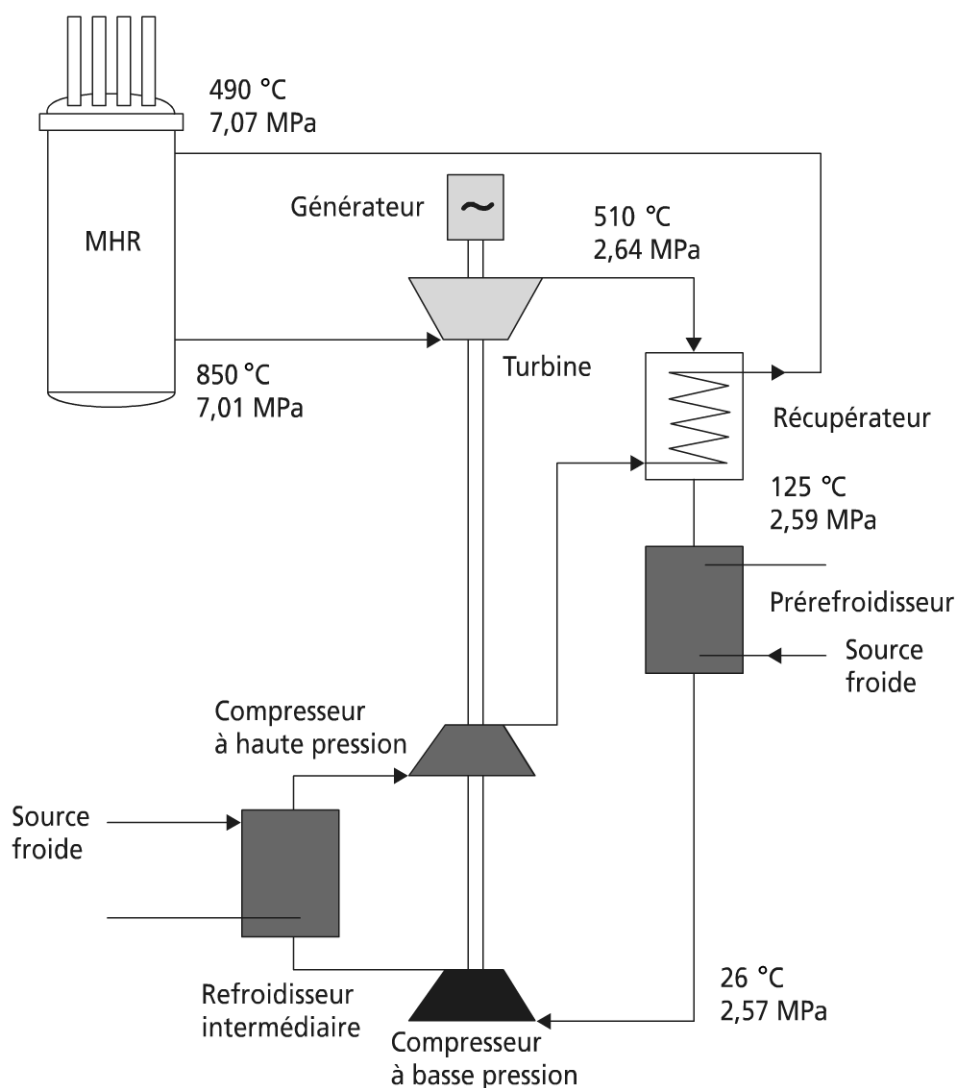 490 °C
7,07 MPa
Générateur
~
510 °C
2,64 MPa
MHR
850 °C
7,01 MPa
Turbine
Récupérateur
125 °C
2,59 MPa
Prérefroidisseur
Source
froide
Compresseur
à haute pression
Source
froide
Refroidisseur
intermédiaire
26 °C
2,57 MPa
Compresseur
à basse pression